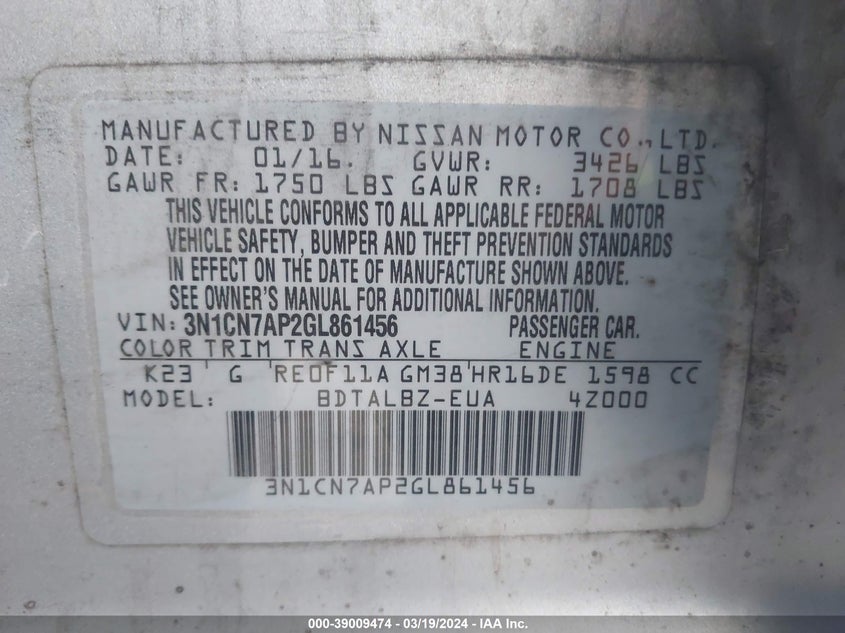 MANUFACTURED BY NISSAN MOTOR CO., LTD.
DATE: 01/16. GVWR: 3426 LBS
GAWR FR: 1750 LBS GAWR RR: 1708 LBS
THIS VEHICLE CONFORMS TO ALL APPLICABLE FEDERAL MOTOR
VEHICLE SAFETY, BUMPER AND THEFT PREVENTION STANDARDS
IN EFFECT ON THE DATE OF MANUFACTURE SHOWN ABOVE.
SEE OWNER'S MANUAL FOR ADDITIONAL INFORMATION.
VIN: 3N1CN7AP2GL861456 PASSENGER CAR.
COLOR TRIM TRANS AXLE ENGINE
K23 G RE0F11A GM38 HR16DE 1598 CC
MODEL: BDTALBZ-EUA 4Z000
3N1CN7AP2GL861456
000-39009474 - 03/19/2024 - IAA Inc.